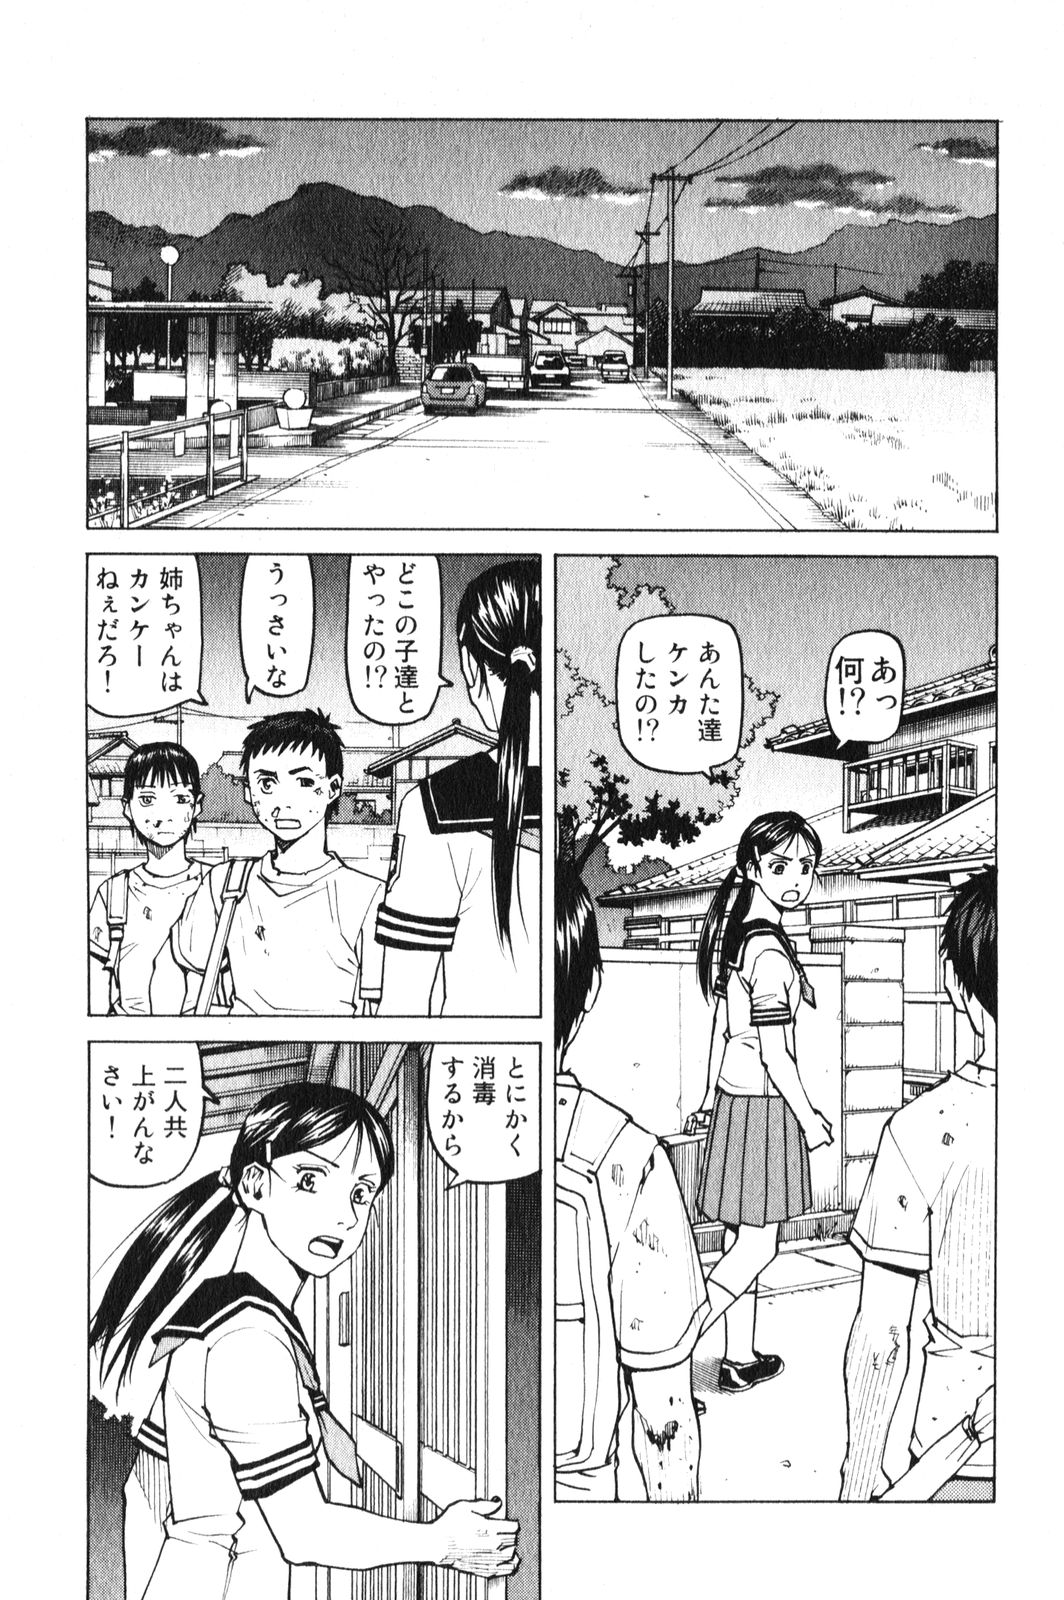 あっ
何!?
あんた達
ケンカ
したの!?
どこの子達と
やったの!?
うっさいな
姉ちゃんは
カンケー
ねぇだろ！
とにかく
消毒
するから
二人共
上がんな
さい！